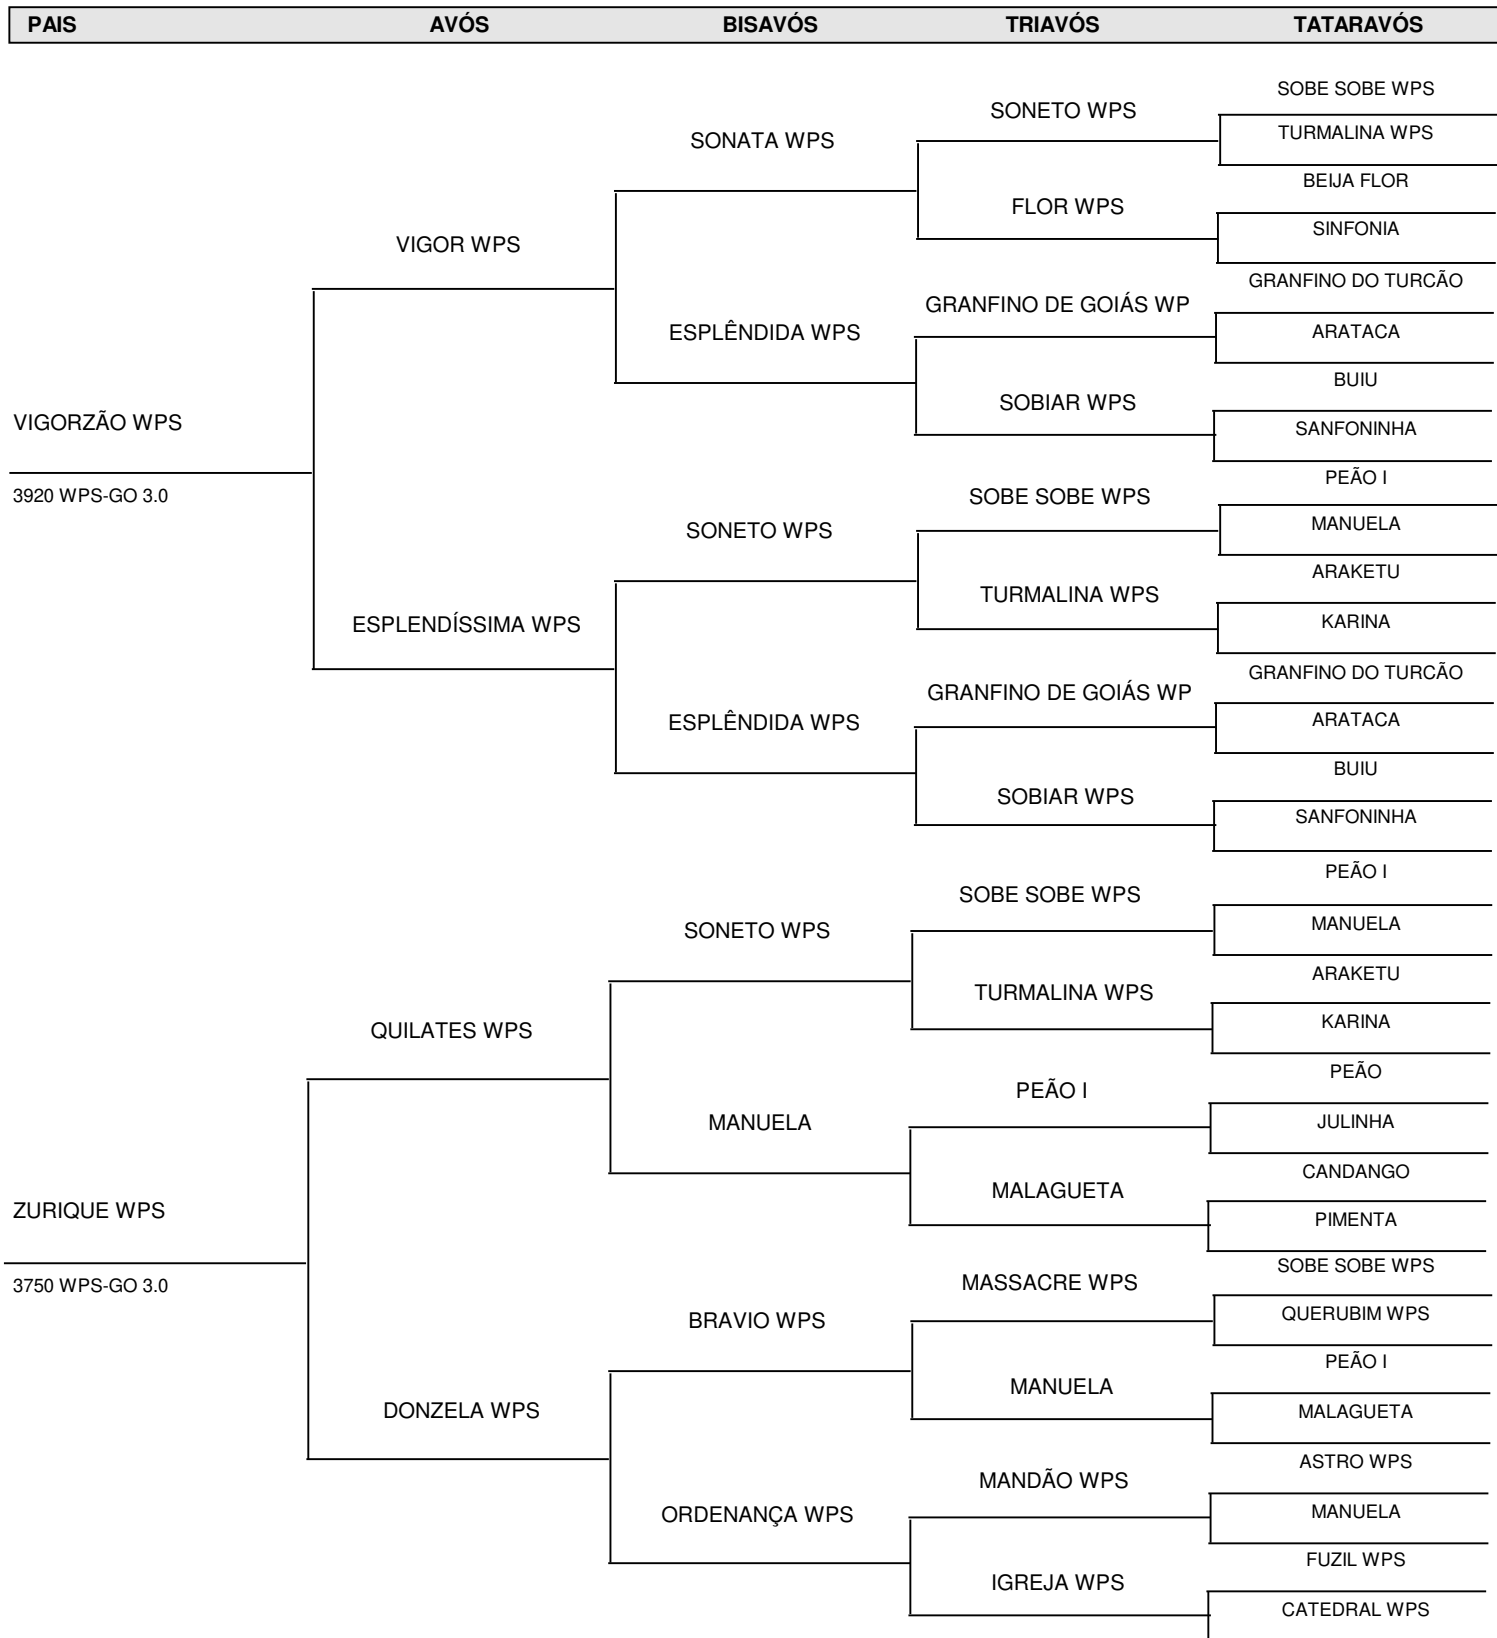 PAIS AVÓS BISAVÓS TRIAVÓS TATARAVÓS
SOBE SOBE WPS
SONETO WPS
TURMALINA WPS
SONATA WPS
BEIJA FLOR
FLOR WPS
SINFONIA
VIGOR WPS
GRANFINO DO TURCÃO
GRANFINO DE GOIÁS WP
ARATACA
ESPLÊNDIDA WPS
BUIU
SOBIAR WPS
SANFONINHA
VIGORZÃO WPS
3920 WPS-GO 3.0
PEÃO I
SOBE SOBE WPS
MANUELA
SONETO WPS
ARAKETU
TURMALINA WPS
KARINA
ESPLENDÍSSIMA WPS
GRANFINO DO TURCÃO
GRANFINO DE GOIÁS WP
ARATACA
ESPLÊNDIDA WPS
BUIU
SOBIAR WPS
SANFONINHA
PEÃO I
SOBE SOBE WPS
MANUELA
SONETO WPS
ARAKETU
TURMALINA WPS
KARINA
QUILATES WPS
PEÃO
PEÃO I
JULINHA
MANUELA
CANDANGO
MALAGUETA
PIMENTA
ZURIQUE WPS
3750 WPS-GO 3.0
SOBE SOBE WPS
MASSACRE WPS
QUERUBIM WPS
BRAVIO WPS
PEÃO I
MANUELA
MALAGUETA
DONZELA WPS
ASTRO WPS
MANDÃO WPS
MANUELA
ORDENANÇA WPS
FUZIL WPS
IGREJA WPS
CATEDRAL WPS